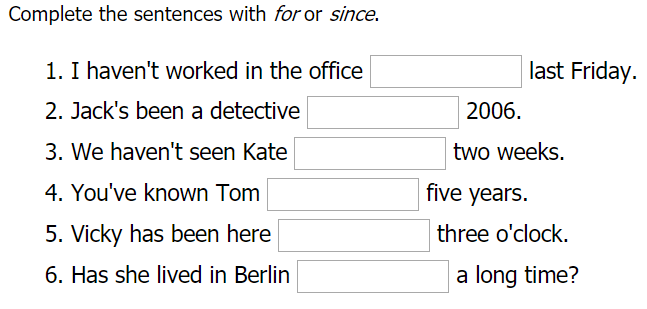 Complete the sentences with for or since.
1. I haven't worked in the office last Friday.
2. Jack's been a detective 2006.
3. We haven't seen Kate two weeks.
4. You've known Tom five years.
5. Vicky has been here three o'clock.
6. Has she lived in Berlin a long time?